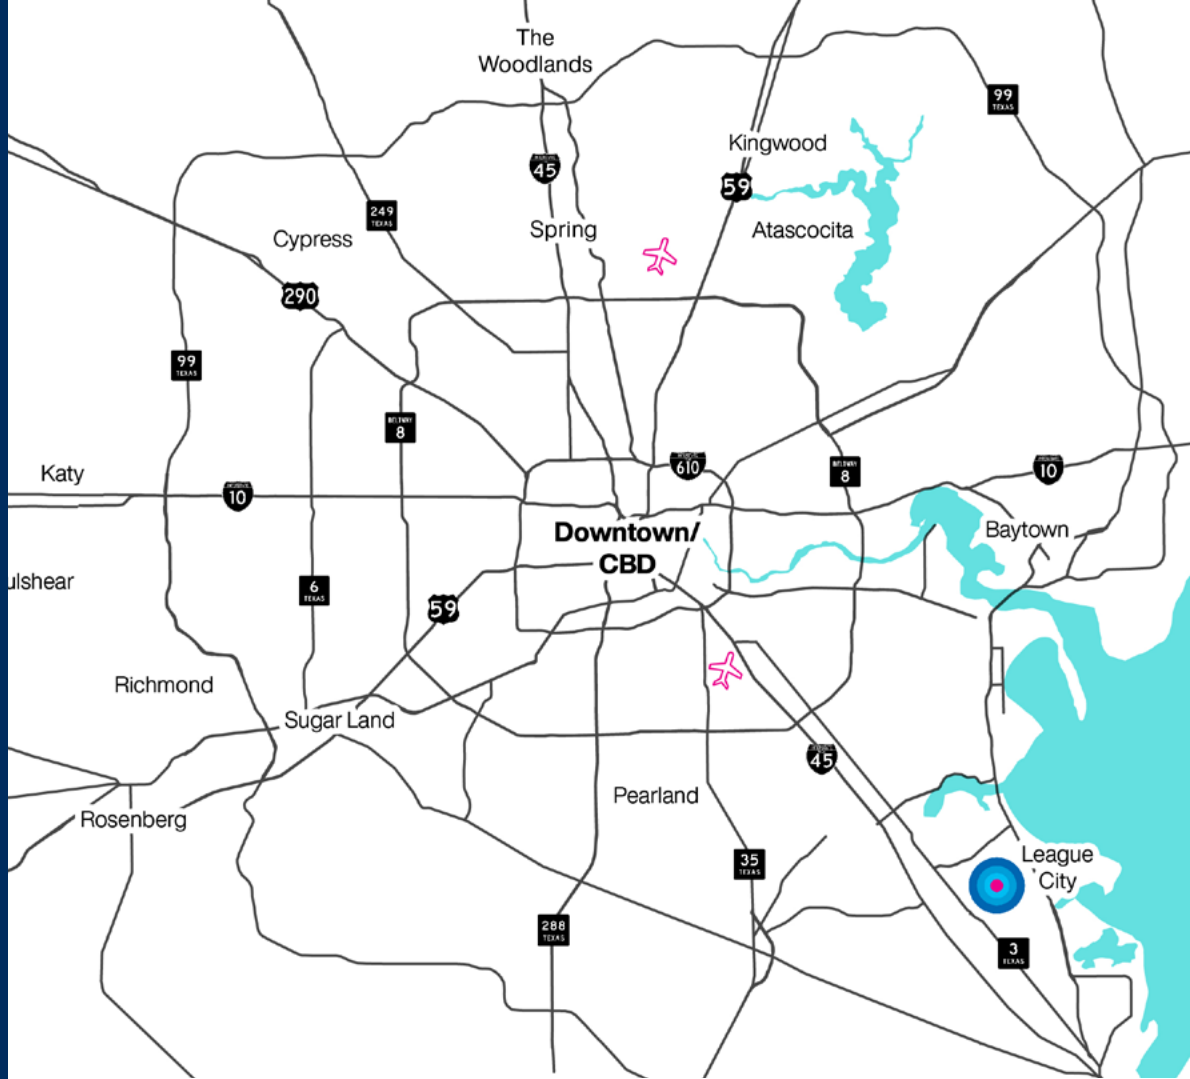 The
Woodlands
99
TEXAS
Kingwood
45
59
249
TEXAS
Spring
Atascocita
Cypress
290
99
TEXAS
BELTWAY
8
610
BELTWAY
8
10
Katy
10
Downtown/
CBD
Baytown
ulshear
6
TEXAS
59
Richmond
Sugar Land
45
Pearland
Rosenberg
35
TEXAS
League
City
288
TEXAS
3
TEXAS